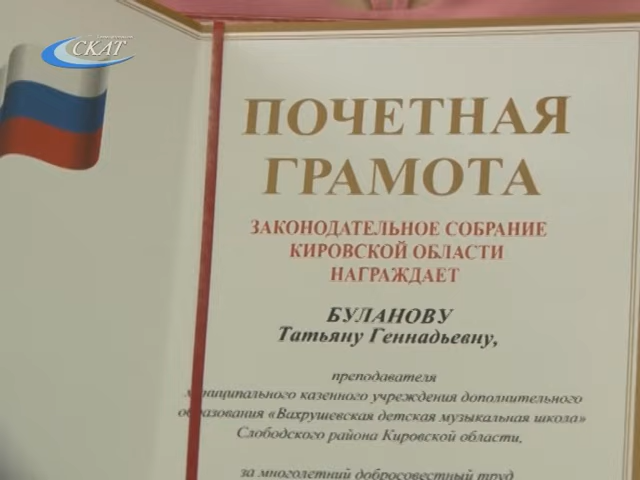 СКАТ
ПОЧЕТНАЯ
ГРАМОТА
ЗАКОНОДАТЕЛЬНОЕ СОБРАНИЕ
КИРОВСКОЙ ОБЛАСТИ
НАГРАЖДАЕТ
БУЛАНОВУ
Татьяну Геннадьевну,
преподавателя
муниципального казенного учреждения дополнительного
образования «Вахрушевская детская музыкальная школа»
Слободского района Кировской области,
за многолетний добросовестный труд